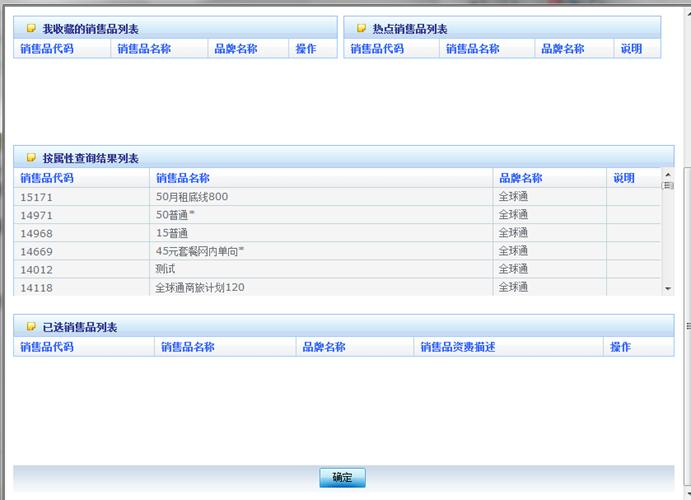 我收藏的销售品列表
销售品代码 销售品名称 品牌名称 操作
热点销售品列表
销售品代码 销售品名称 品牌名称 说明
按属性查询结果列表
销售品代码 销售品名称 品牌名称 说明
15171 50月租底线800 全球通
14971 50普通* 全球通
14968 15普通 全球通
14669 45元套餐网内单向* 全球通
14012 测试 全球通
14118 全球通商旅计划120 全球通
已选销售品列表
销售品代码 销售品名称 品牌名称 销售品资费描述 操作
确定